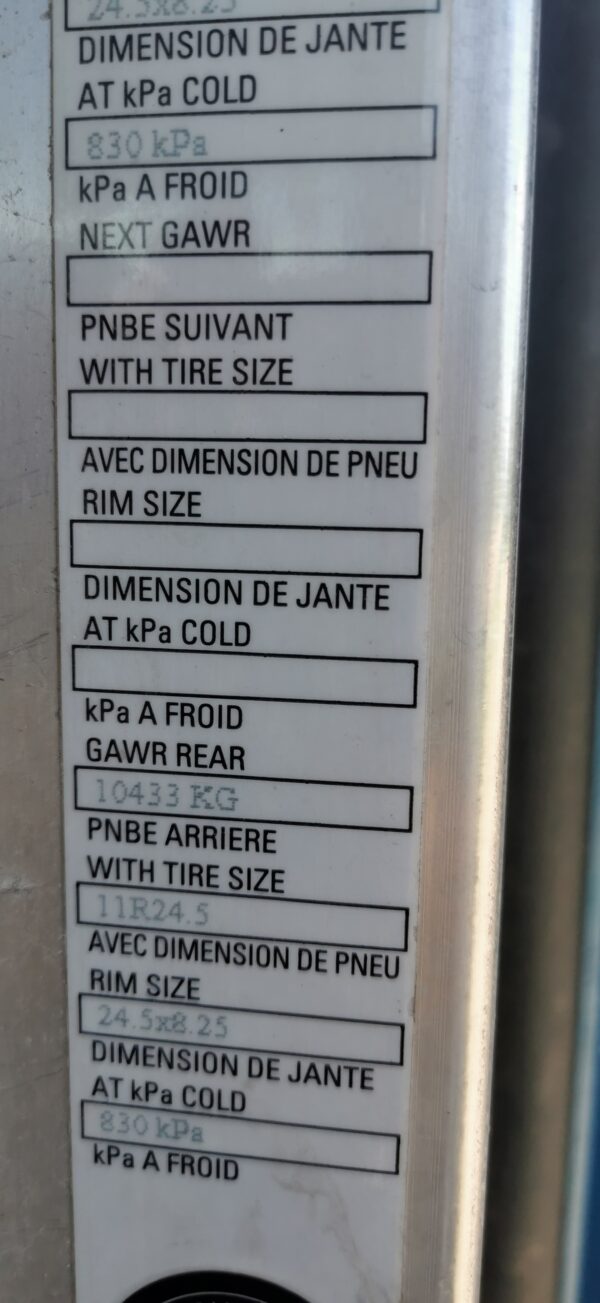 24.5x8.25
DIMENSION DE JANTE
AT kPa COLD
830 kPa
kPa A FROID
NEXT GAWR
PNBE SUIVANT
WITH TIRE SIZE
AVEC DIMENSION DE PNEU
RIM SIZE
DIMENSION DE JANTE
AT kPa COLD
kPa A FROID
GAWR REAR
10433 KG
PNBE ARRIERE
WITH TIRE SIZE
11R24.5
AVEC DIMENSION DE PNEU
RIM SIZE
24.5x8.25
DIMENSION DE JANTE
AT kPa COLD
830 kPa
kPa A FROID